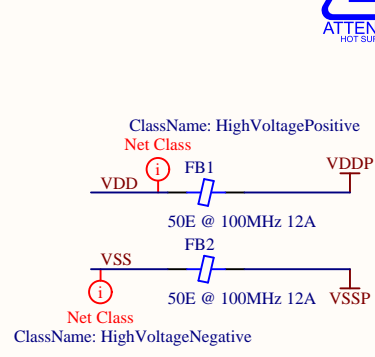 ATTEN
HOT SUR
ClassName: HighVoltagePositive
Net Class
i
FB1
VDDP
VDD
50E @ 100MHz 12A
FB2
VSS
i
50E @ 100MHz 12A
VSSP
Net Class
ClassName: HighVoltageNegative